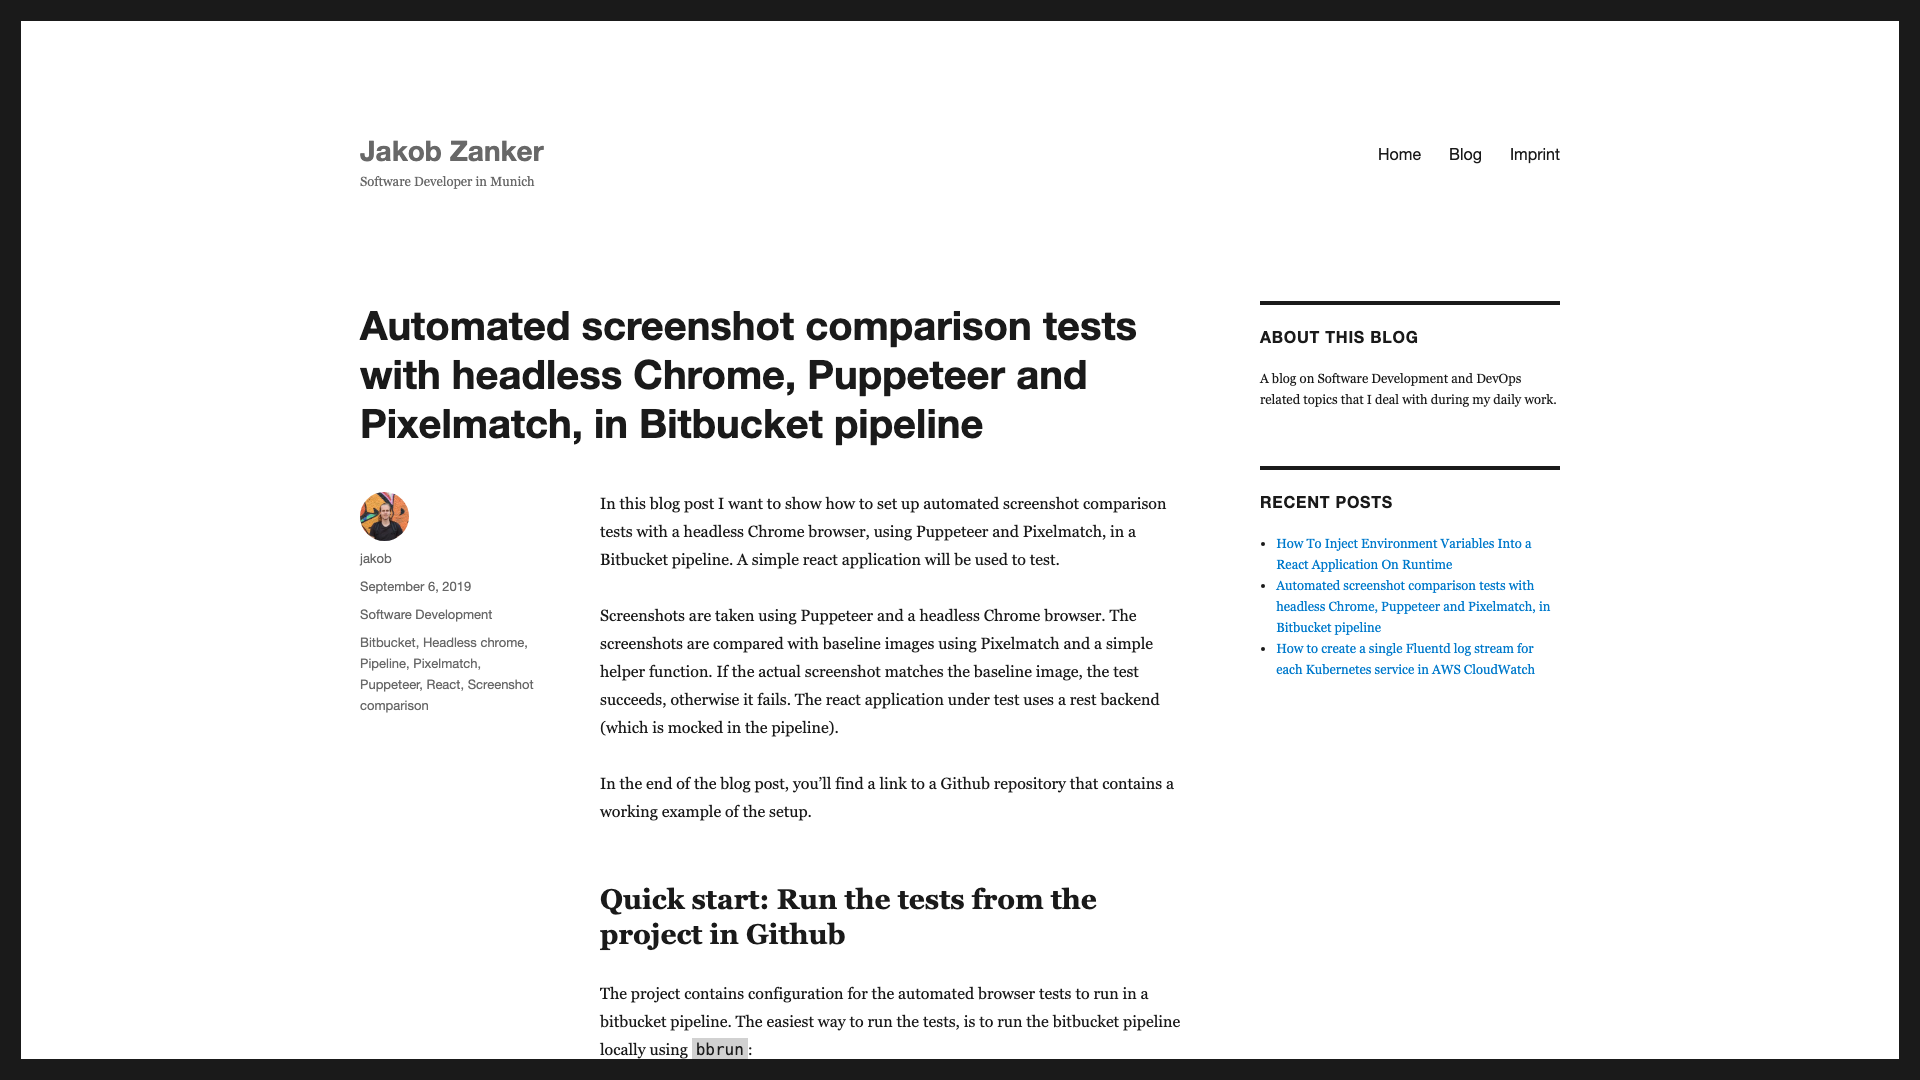 Jakob Zanker
Software Developer in Munich
Home Blog Imprint
Automated screenshot comparison tests
with headless Chrome, Puppeteer and
Pixelmatch, in Bitbucket pipeline
jakob
September 6, 2019
Software Development
Bitbucket, Headless chrome,
Pipeline, Pixelmatch,
Puppeteer, React, Screenshot
comparison
In this blog post I want to show how to set up automated screenshot comparison
tests with a headless Chrome browser, using Puppeteer and Pixelmatch, in a
Bitbucket pipeline. A simple react application will be used to test.
Screenshots are taken using Puppeteer and a headless Chrome browser. The
screenshots are compared with baseline images using Pixelmatch and a simple
helper function. If the actual screenshot matches the baseline image, the test
succeeds, otherwise it fails. The react application under test uses a rest backend
(which is mocked in the pipeline).
In the end of the blog post, you’ll find a link to a Github repository that contains a
working example of the setup.
Quick start: Run the tests from the
project in Github
The project contains configuration for the automated browser tests to run in a
bitbucket pipeline. The easiest way to run the tests, is to run the bitbucket pipeline
locally using bbrun:
ABOUT THIS BLOG
A blog on Software Development and DevOps
related topics that I deal with during my daily work.
RECENT POSTS
How To Inject Environment Variables Into a
React Application On Runtime
Automated screenshot comparison tests with
headless Chrome, Puppeteer and Pixelmatch, in
Bitbucket pipeline
How to create a single Fluentd log stream for
each Kubernetes service in AWS CloudWatch